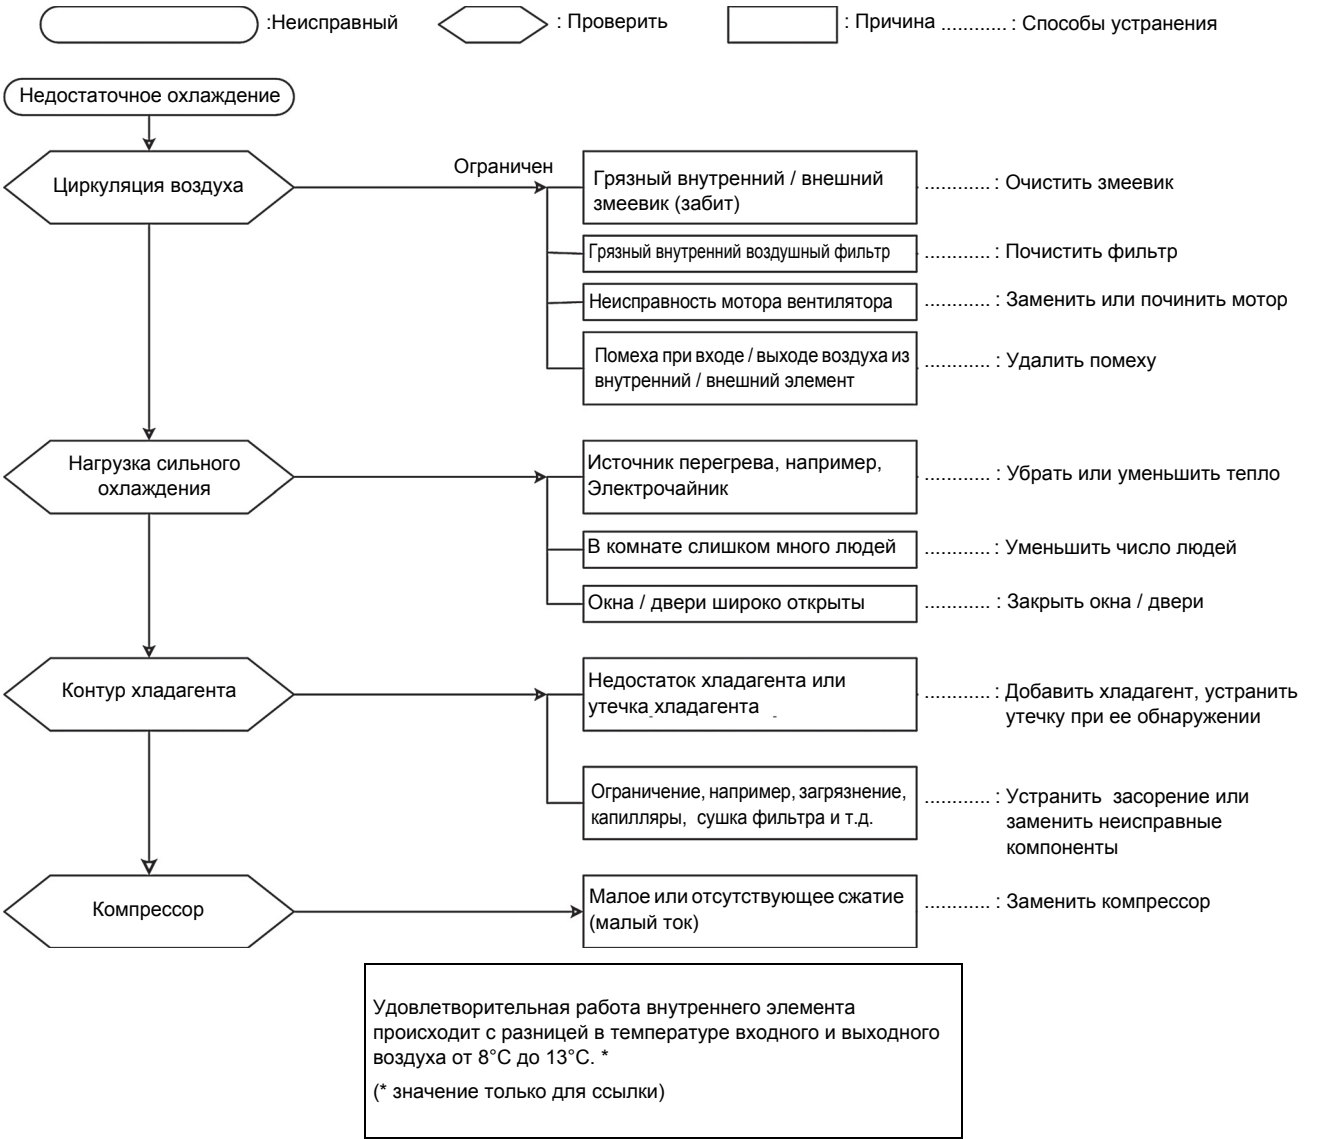 :Неисправный
: Проверить
: Причина ............ : Способы устранения
Недостаточное охлаждение
Циркуляция воздуха
Ограничен
Грязный внутренний / внешний
змеевик (забит)
............ : Очистить змеевик
Грязный внутренний воздушный фильтр
............ : Почистить фильтр
Неисправность мотора вентилятора
............ : Заменить или починить мотор
Помеха при входе / выходе воздуха из
внутренний / внешний элемент
............ : Удалить помеху
Нагрузка сильного
охлаждения
Источник перегрева, например,
Электрочайник
............ : Убрать или уменьшить тепло
В комнате слишком много людей
............ : Уменьшить число людей
Окна / двери широко открыты
............ : Закрыть окна / двери
Контур хладагента
Недостаток хладагента или
утечка хладагента
............ : Добавить хладагент, устранить
утечку при ее обнаружении
Ограничение, например, загрязнение,
капилляры, сушка фильтра и т.д.
............ : Устранить засорение или
заменить неисправные
компоненты
Компрессор
Малое или отсутствующее сжатие
(малый ток)
............ : Заменить компрессор
Удовлетворительная работа внутреннего элемента
происходит с разницей в температуре входного и выходного
воздуха от 8°C до 13°C. *
(* значение только для ссылки)